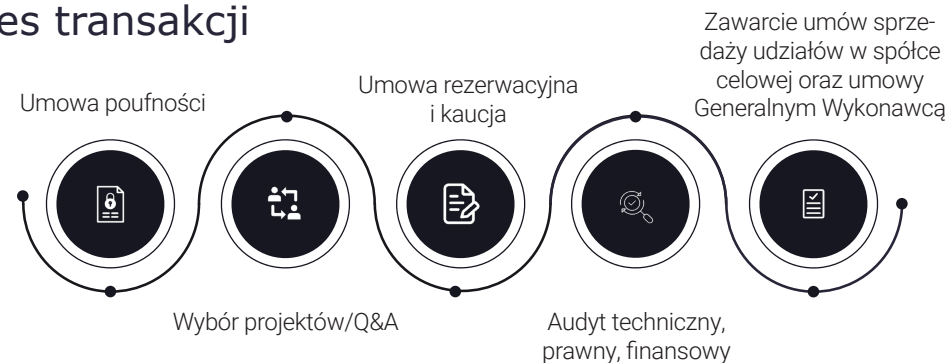 es transakcji
Umowa poufności
Wybór projektów/Q&A
Umowa rezerwacyjna
i kaucja
Audyt techniczny,
prawny, finansowy
Zawarcie umów sprze-
daży udziałów w spółce
celowej oraz umowy
Generalnym Wykonawcą